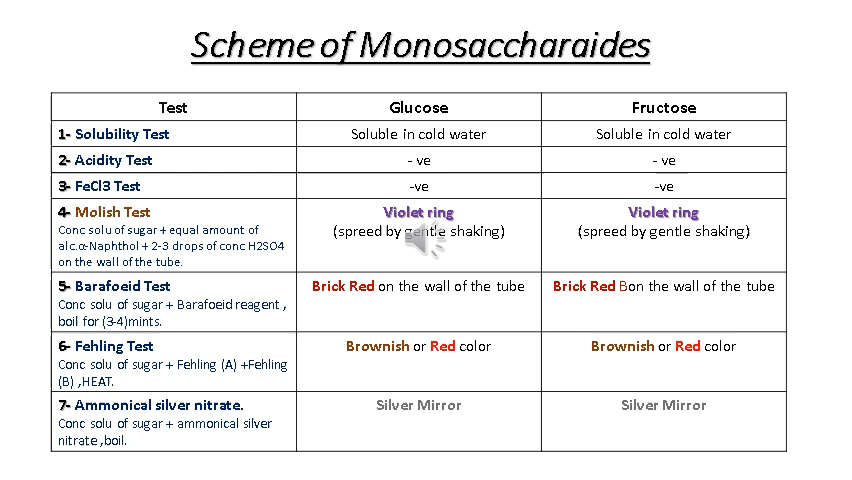 Scheme of Monosaccharaides
Test Glucose Fructose
1- Solubility Test Soluble in cold water Soluble in cold water
2- Acidity Test - ve - ve
3- FeCl3 Test -ve -ve
4- Molish Test Violet ring Violet ring
Conc solu of sugar + equal amount of (spreed by gentle shaking) (spreed by gentle shaking)
alc.α-Naphthol + 2-3 drops of conc H2SO4
on the wall of the tube.
5- Barafoeid Test Brick Red on the wall of the tube Brick Red Bon the wall of the tube
Conc solu of sugar + Barafoeid reagent ,
boil for (3-4)mints.
6- Fehling Test Brownish or Red color Brownish or Red color
Conc solu of sugar + Fehling (A) +Fehling
(B) ,HEAT.
7- Ammonical silver nitrate. Silver Mirror Silver Mirror
Conc solu of sugar + ammonical silver
nitrate ,boil.